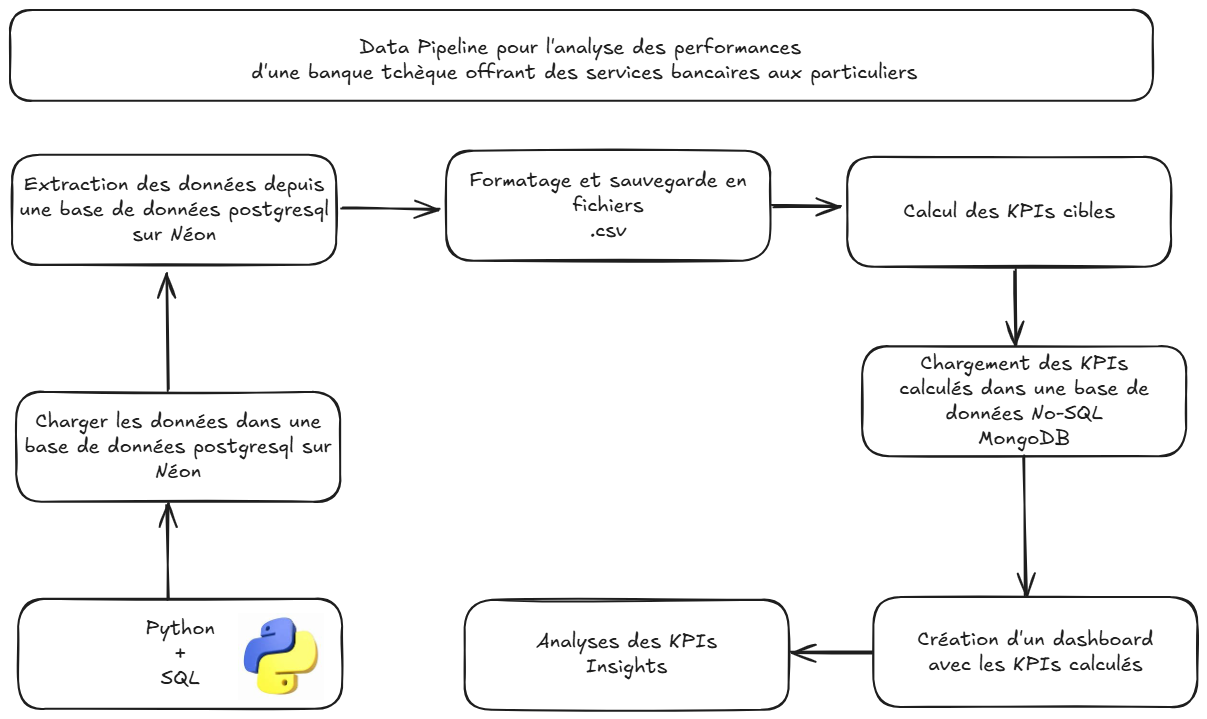 Data Pipeline pour l'analyse des performances
d'une banque tchèque offrant des services bancaires aux particuliers
Extraction des données depuis
une base de données postgresql
sur Néon
Formatage et sauvegarde en
fichiers
.csv
Calcul des KPIs cibles
Chargement des KPIs
calculés dans une base de
données No-SQL
MongoDB
Charger les données dans une
base de données postgresql sur
Néon
Python
+
SQL
Analyses des KPIs
Insights
Création d'un dashboard
avec les KPIs calculés